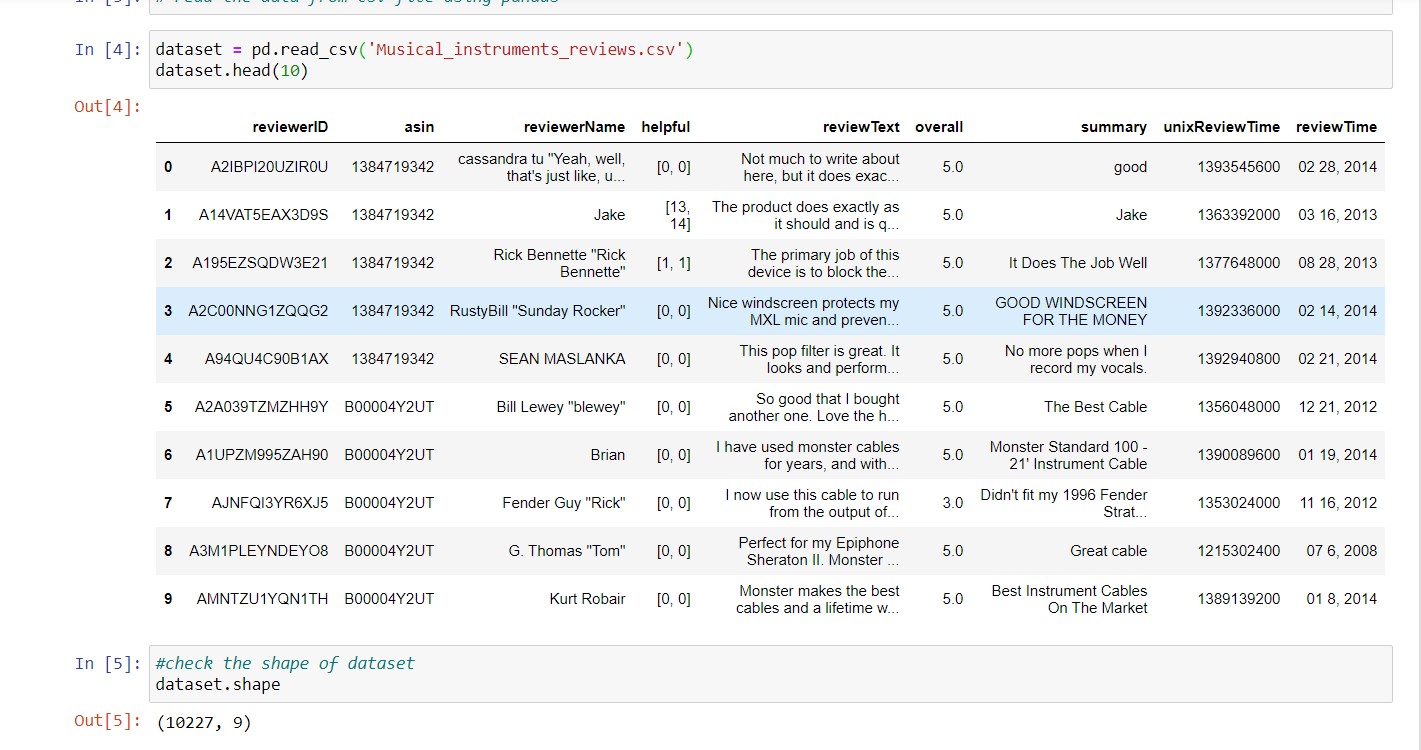 In [3]: # read the data from csv file using pandas
In [4]: dataset = pd.read_csv('Musical_instruments_reviews.csv')
dataset.head(10)
Out[4]:
reviewerID asin reviewerName helpful reviewText overall summary unixReviewTime reviewTime
0 A2IBPI20UZIR0U 1384719342 cassandra tu "Yeah, well, [0, 0] Not much to write about 5.0 good 1393545600 02 28, 2014
that's just like, u... here, but it does exac...
1 A14VAT5EAX3D9S 1384719342 Jake [13, The product does exactly as 5.0 Jake 1363392000 03 16, 2013
14] it should and is q...
2 A195EZSQDW3E21 1384719342 Rick Bennette "Rick [1, 1] The primary job of this 5.0 It Does The Job Well 1377648000 08 28, 2013
Bennette" device is to block the...
3 A2C00NNG1ZQQG2 1384719342 RustyBill "Sunday Rocker" [0, 0] Nice windscreen protects my 5.0 GOOD WINDSCREEN 1392336000 02 14, 2014
MXL mic and preven... FOR THE MONEY
4 A94QU4C90B1AX 1384719342 SEAN MASLANKA [0, 0] This pop filter is great. It 5.0 No more pops when I 1392940800 02 21, 2014
looks and perform... record my vocals.
5 A2A039TZMZHH9Y B00004Y2UT Bill Lewey "blewey" [0, 0] So good that I bought 5.0 The Best Cable 1356048000 12 21, 2012
another one. Love the h...
6 A1UPZM995ZAH90 B00004Y2UT Brian [0, 0] I have used monster cables 5.0 Monster Standard 100 - 1390089600 01 19, 2014
for years, and with... 21' Instrument Cable
7 AJNFQI3YR6XJ5 B00004Y2UT Fender Guy "Rick" [0, 0] I now use this cable to run 3.0 Didn't fit my 1996 Fender 1353024000 11 16, 2012
from the output of... Strat...
8 A3M1PLEYNDEYO8 B00004Y2UT G. Thomas "Tom" [0, 0] Perfect for my Epiphone 5.0 Great cable 1215302400 07 6, 2008
Sheraton II. Monster ...
9 AMNTZU1YQN1TH B00004Y2UT Kurt Robair [0, 0] Monster makes the best 5.0 Best Instrument Cables 1389139200 01 8, 2014
cables and a lifetime w... On The Market
In [5]: #check the shape of dataset
dataset.shape
Out[5]: (10227, 9)